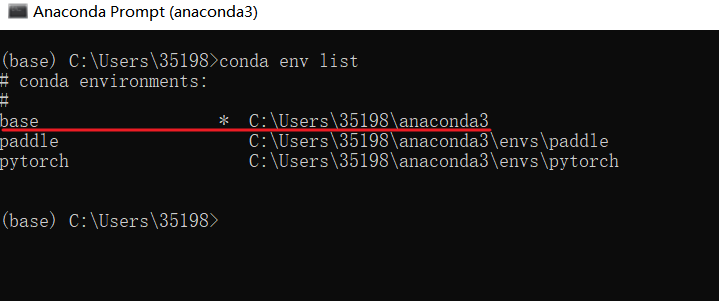 Anaconda Prompt (anaconda3)
(base) C:\Users\35198>conda env list
# conda environments:
#
base                  *  C:\Users\35198\anaconda3
paddle                   C:\Users\35198\anaconda3\envs\paddle
pytorch                  C:\Users\35198\anaconda3\envs\pytorch
(base) C:\Users\35198>